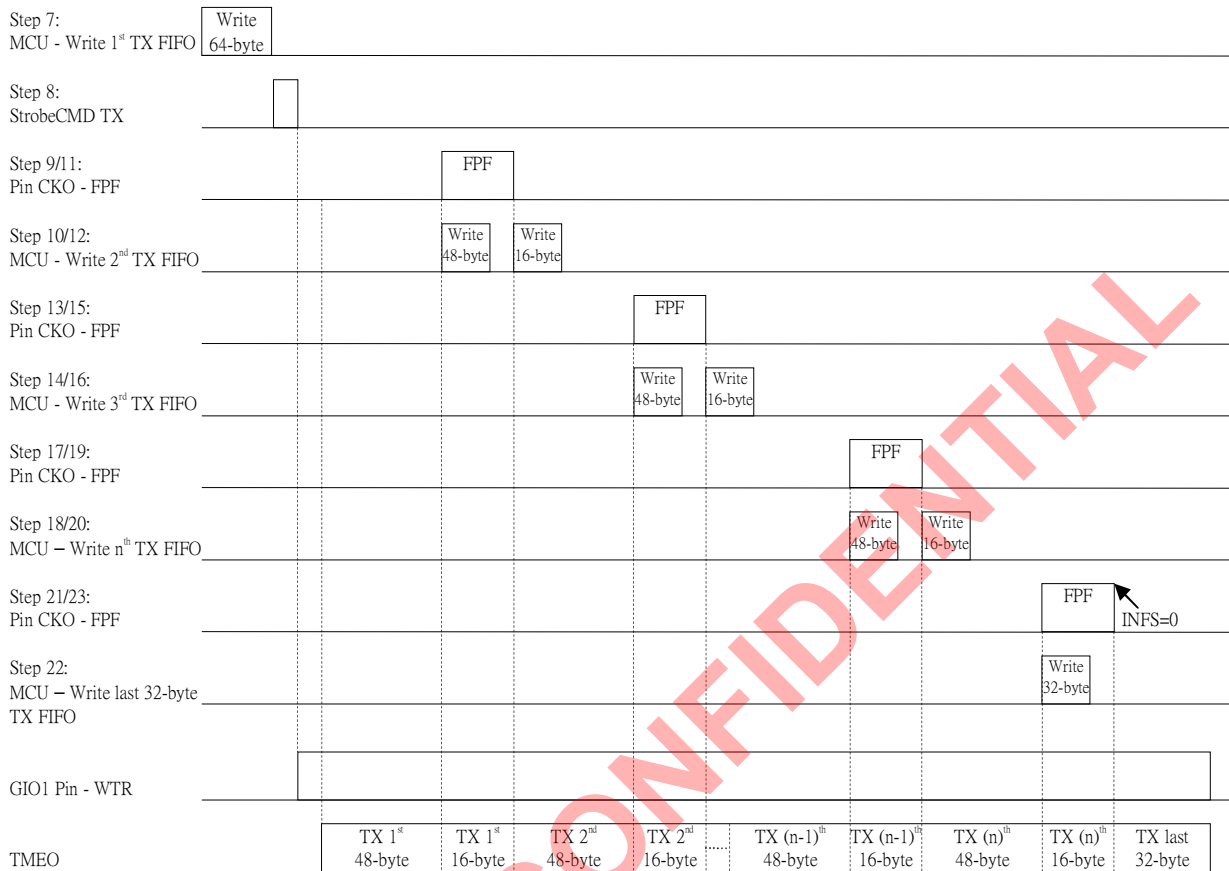 Step 7:
MCU - Write 1st TX FIFO
Write
64-byte
Step 8:
StrobeCMD TX
Step 9/11:
Pin CKO - FPF
FPF
Step 10/12:
MCU - Write 2nd TX FIFO
Write
48-byte
Write
16-byte
Step 13/15:
Pin CKO - FPF
FPF
Step 14/16:
MCU - Write 3rd TX FIFO
Write
48-byte
Write
16-byte
Step 17/19:
Pin CKO - FPF
FPF
Step 18/20:
MCU – Write nth TX FIFO
Write
48-byte
Write
16-byte
Step 21/23:
Pin CKO - FPF
FPF
INFS=0
Step 22:
MCU – Write last 32-byte
TX FIFO
Write
32-byte
GIO1 Pin - WTR
TMEO
TX 1st
48-byte
TX 1st
16-byte
TX 2nd
48-byte
TX 2nd
16-byte
......
TX (n-1)th
48-byte
TX (n-1)th
16-byte
TX (n)th
48-byte
TX (n)th
16-byte
TX last
32-byte
CONFIDENTIAL